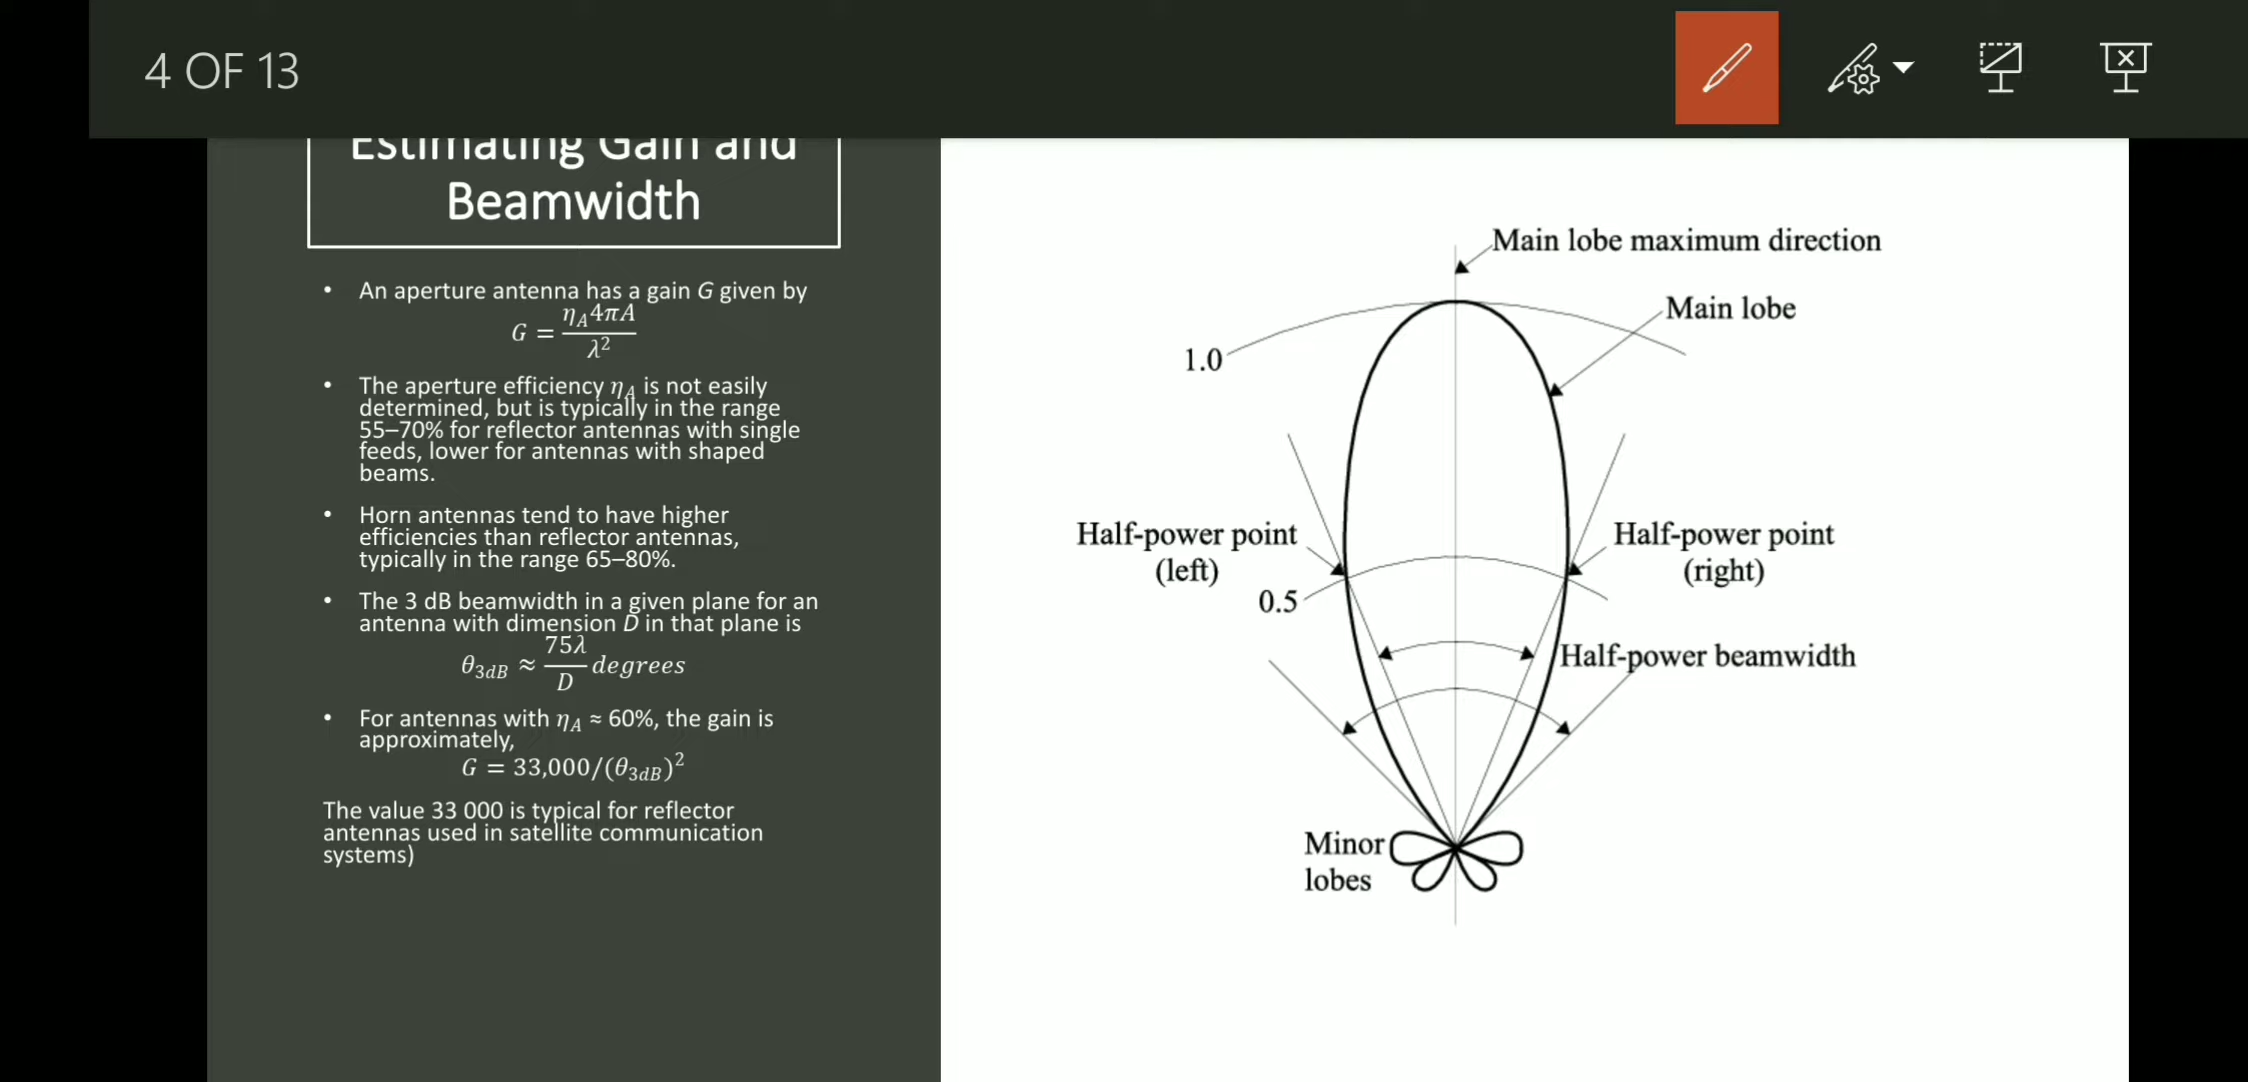 4 OF 13
Estimating Gain and
Beamwidth
• An aperture antenna has a gain G given by
G = η_A 4πA / λ²
• The aperture efficiency η_A is not easily
determined, but is typically in the range
55–70% for reflector antennas with single
feeds, lower for antennas with shaped
beams.
• Horn antennas tend to have higher
efficiencies than reflector antennas,
typically in the range 65–80%.
• The 3 dB beamwidth in a given plane for an
antenna with dimension D in that plane is
θ_3dB ≈ 75λ / D degrees
• For antennas with η_A ≈ 60%, the gain is
approximately,
G = 33,000/(θ_3dB)²
The value 33 000 is typical for reflector
antennas used in satellite communication
systems)
Main lobe maximum direction
Main lobe
1.0
Half-power point
(left)
Half-power point
(right)
0.5
Half-power beamwidth
Minor
lobes